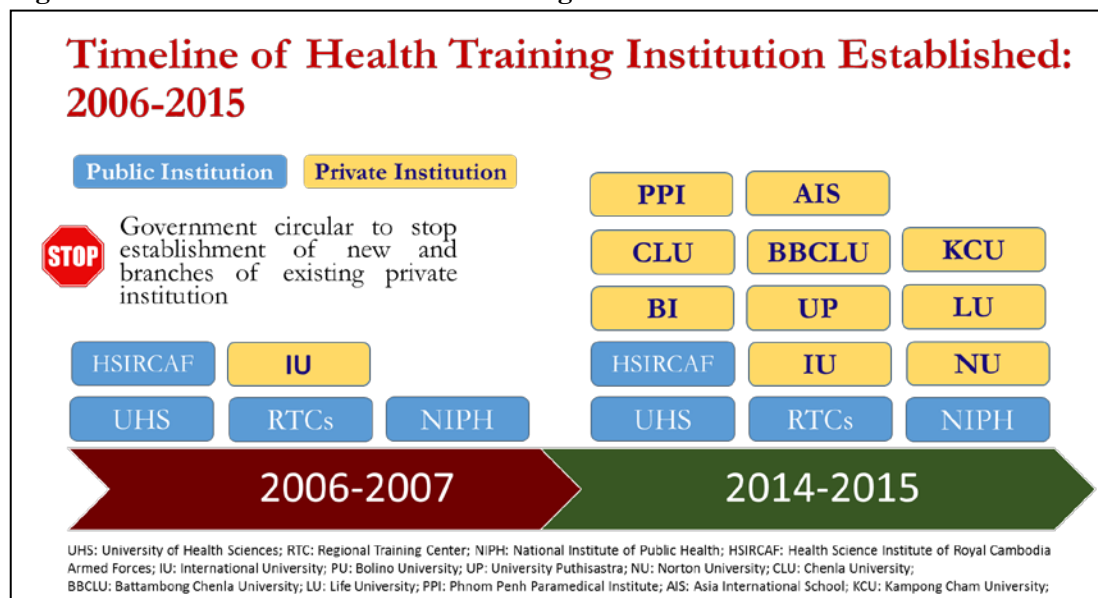 Timeline of Health Training Institution Established:
2006-2015
Public Institution
Private Institution
STOP
Government circular to stop
establishment of new and
branches of existing private
institution
PPI
AIS
CLU
BBCLU
KCU
BI
UP
LU
HSIRCAF
IU
HSIRCAF
IU
NU
UHS
RTCs
NIPH
UHS
RTCs
NIPH
2006-2007
2014-2015
UHS: University of Health Sciences; RTC: Regional Training Center; NIPH: National Institute of Public Health; HSIRCAF: Health Science Institute of Royal Cambodia
Armed Forces; IU: International University; PU: Bolino University; UP: University Puthisastra; NU: Norton University; CLU: Chenla University;
BBCLU: Battambong Chenla University; LU: Life University; PPI: Phnom Penh Paramedical Institute; AIS: Asia International School; KCU: Kampong Cham University;